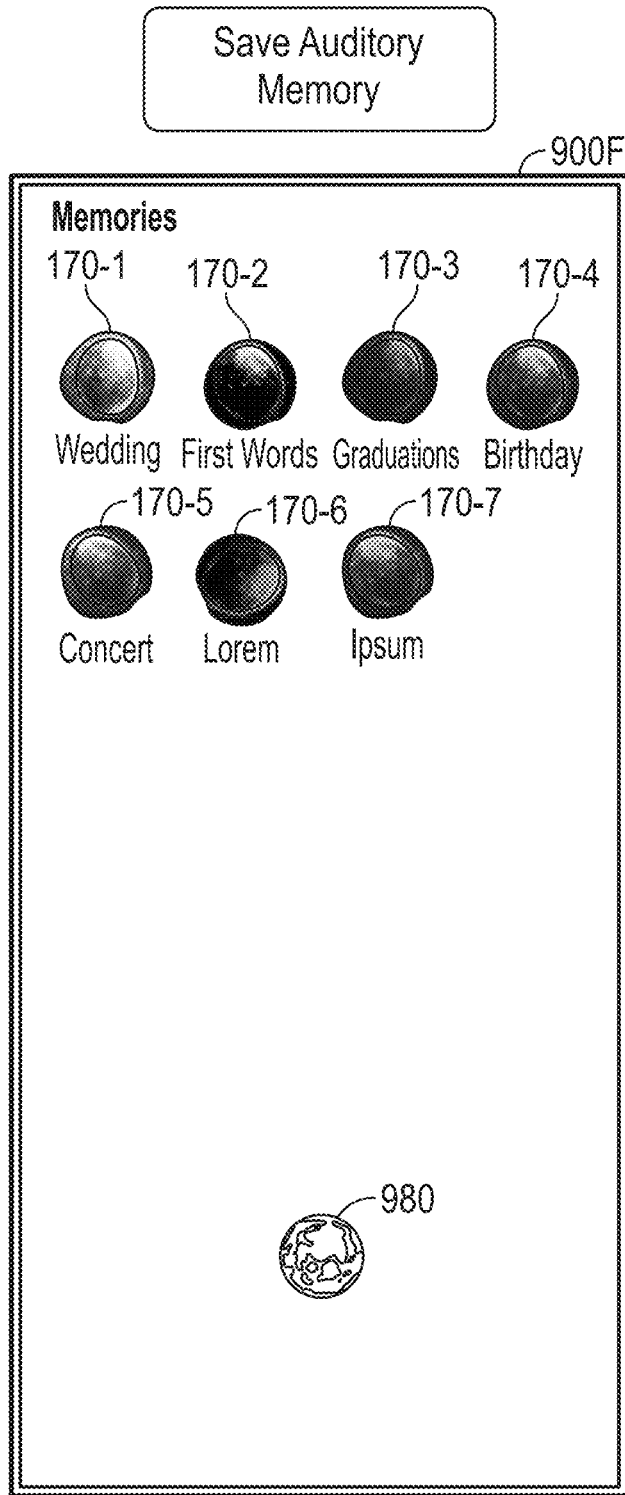 Save Auditory
Memory
900F
Memories
170-1 170-2 170-3 170-4
Wedding First Words Graduations Birthday
170-5 170-6 170-7
Concert Lorem Ipsum
980